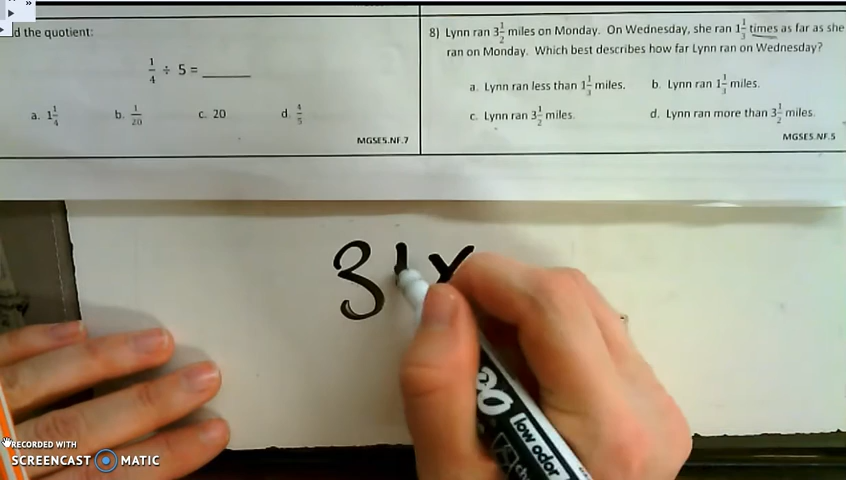 d the quotient:
1/4 ÷ 5 = ______
a. 1 1/4 b. 1/20 c. 20 d. 4/5
MGSE5.NF.7
8) Lynn ran 3 1/2 miles on Monday. On Wednesday, she ran 1 1/3 times as far as she
ran on Monday. Which best describes how far Lynn ran on Wednesday?
a. Lynn ran less than 1 1/3 miles. b. Lynn ran 1 1/3 miles.
c. Lynn ran 3 1/2 miles. d. Lynn ran more than 3 1/2 miles.
MGSE5.NF.5
3 1 x
low odor
RECORDED WITH
SCREENCAST MATIC